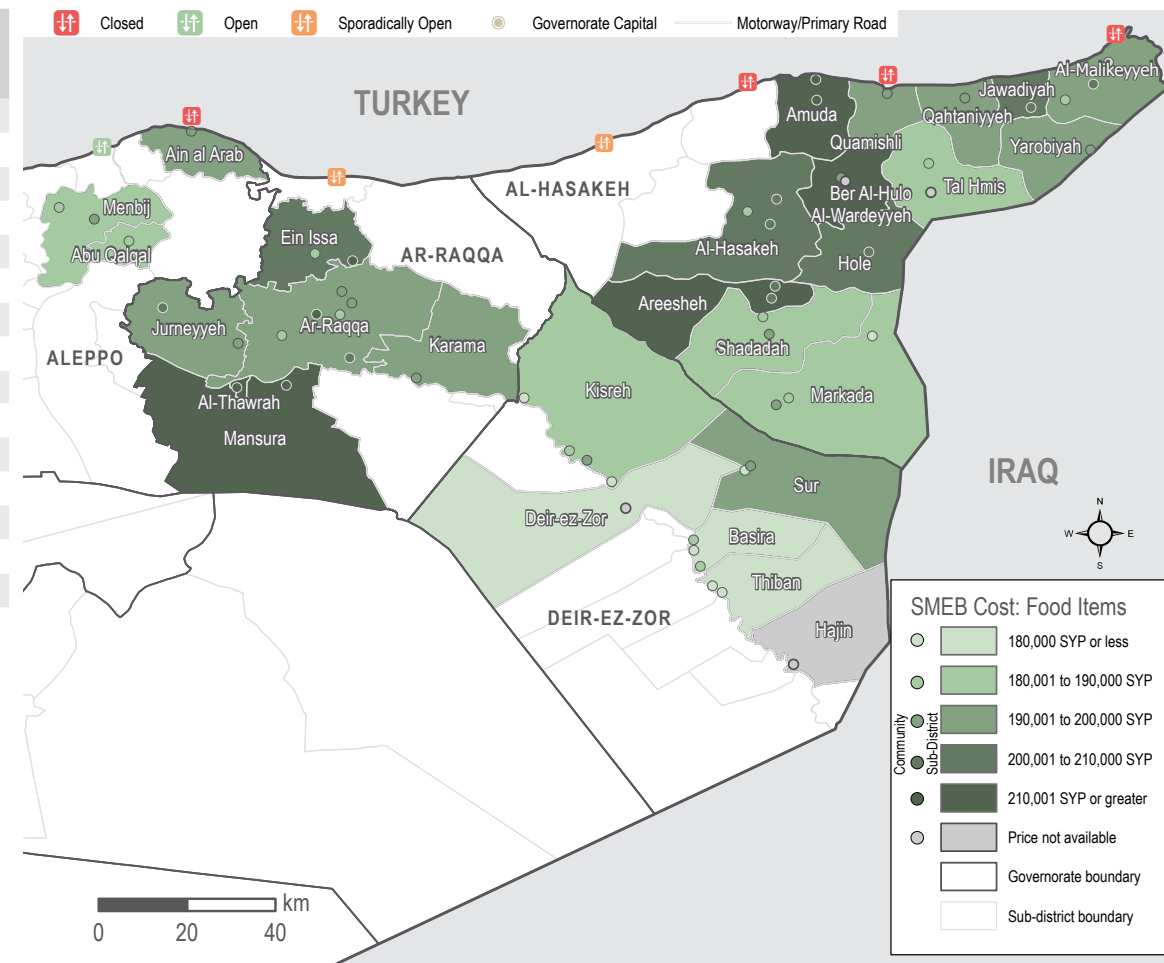 Closed
Open
Sporadically Open
Governorate Capital
Motorway/Primary Road
TURKEY
Al-Malikeyyeh
Jawadiyah
Amuda
Qahtaniyyeh
Quamishli
Yarobiyah
Ain al Arab
AL-HASAKEH
Ber Al-Hulo
Al-Wardeyyeh
Tal Hmis
Menbij
Abu Qalqal
Ein Issa
AR-RAQQA
Al-Hasakeh
Hole
Areesheh
Jurneyyeh
Ar-Raqqa
Karama
Shadadah
ALEPPO
Kisreh
Markada
Al-Thawrah
Mansura
IRAQ
Sur
Deir-ez-Zor
Basira
Thiban
DEIR-EZ-ZOR
Hajin
N
W
E
S
SMEB Cost: Food Items
180,000 SYP or less
180,001 to 190,000 SYP
190,001 to 200,000 SYP
200,001 to 210,000 SYP
210,001 SYP or greater
Price not available
Governorate boundary
Sub-district boundary
Community
Sub-District
km
0 20 40